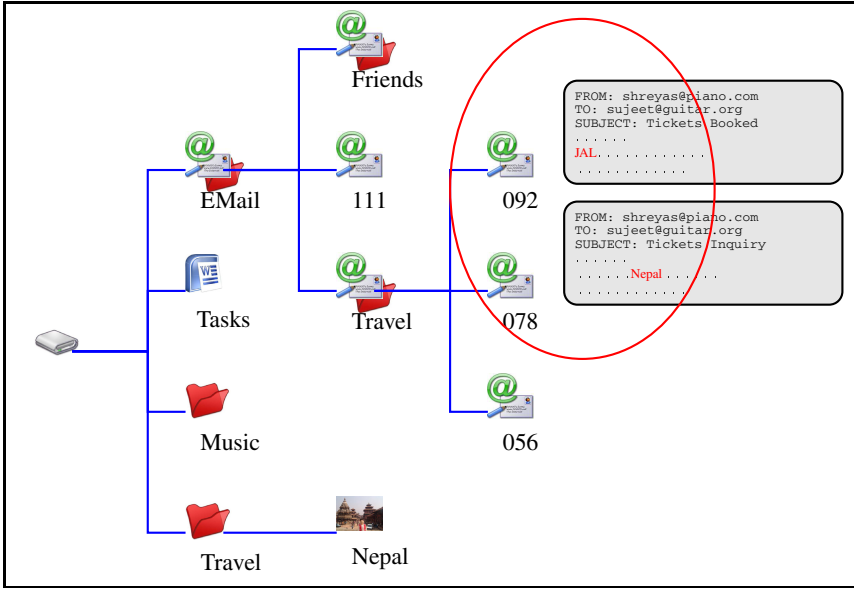 Friends
FROM: shreyas@piano.com
TO: sujeet@guitar.org
SUBJECT: Tickets Booked
. . . . . .
JAL. . . . . . . . . . . .
. . . . . . . . . . . .
EMail
111
092
FROM: shreyas@piano.com
TO: sujeet@guitar.org
SUBJECT: Tickets Inquiry
. . . . . .
. . . . . .Nepal . . . . . .
. . . . . . . . . . . .
Tasks
Travel
078
Music
056
Travel
Nepal